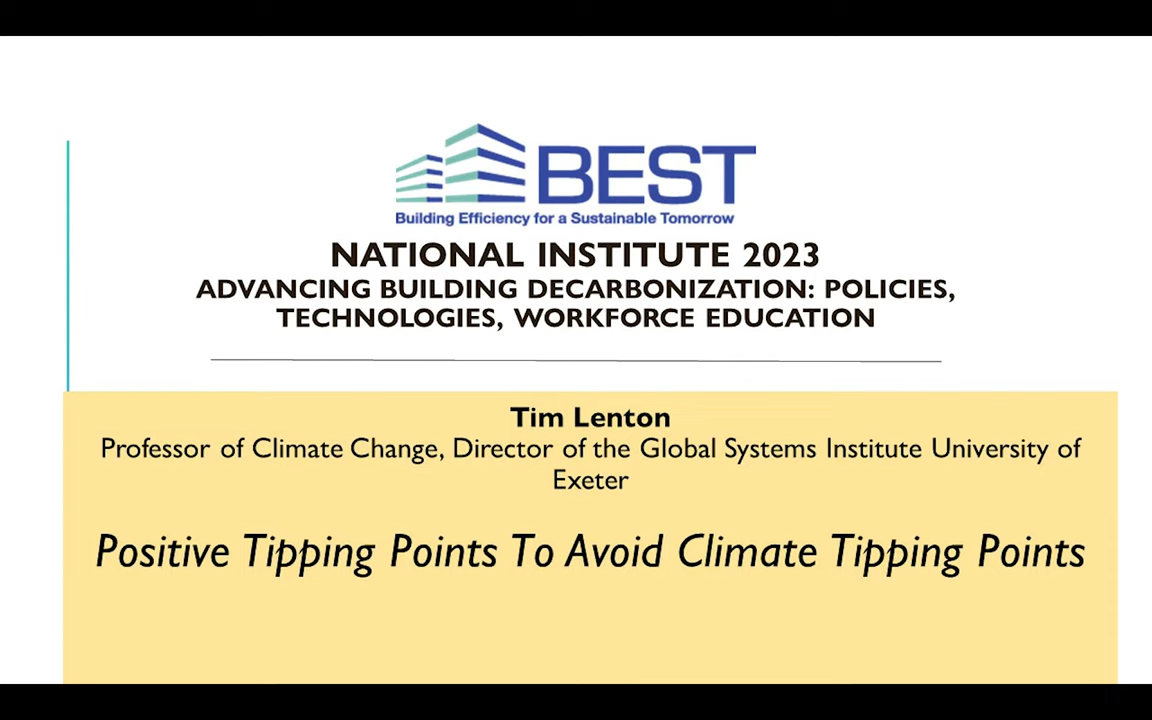 BEST
Building Efficiency for a Sustainable Tomorrow
NATIONAL INSTITUTE 2023
ADVANCING BUILDING DECARBONIZATION: POLICIES,
TECHNOLOGIES, WORKFORCE EDUCATION
Tim Lenton
Professor of Climate Change, Director of the Global Systems Institute University of
Exeter
Positive Tipping Points To Avoid Climate Tipping Points